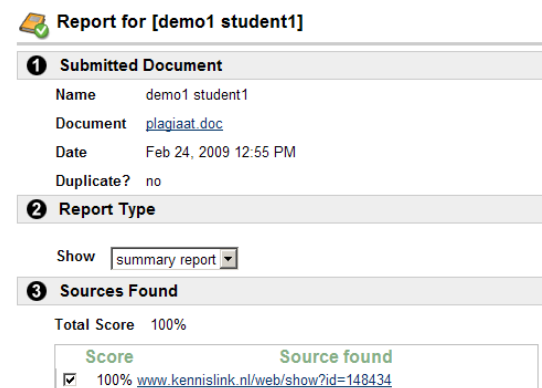 Report for [demo1 student1]
1 Submitted Document
Name demo1 student1
Document plagiaat.doc
Date Feb 24, 2009 12:55 PM
Duplicate? no
2 Report Type
Show summary report
3 Sources Found
Total Score 100%
Score Source found
100% www.kennislink.nl/web/show?id=148434